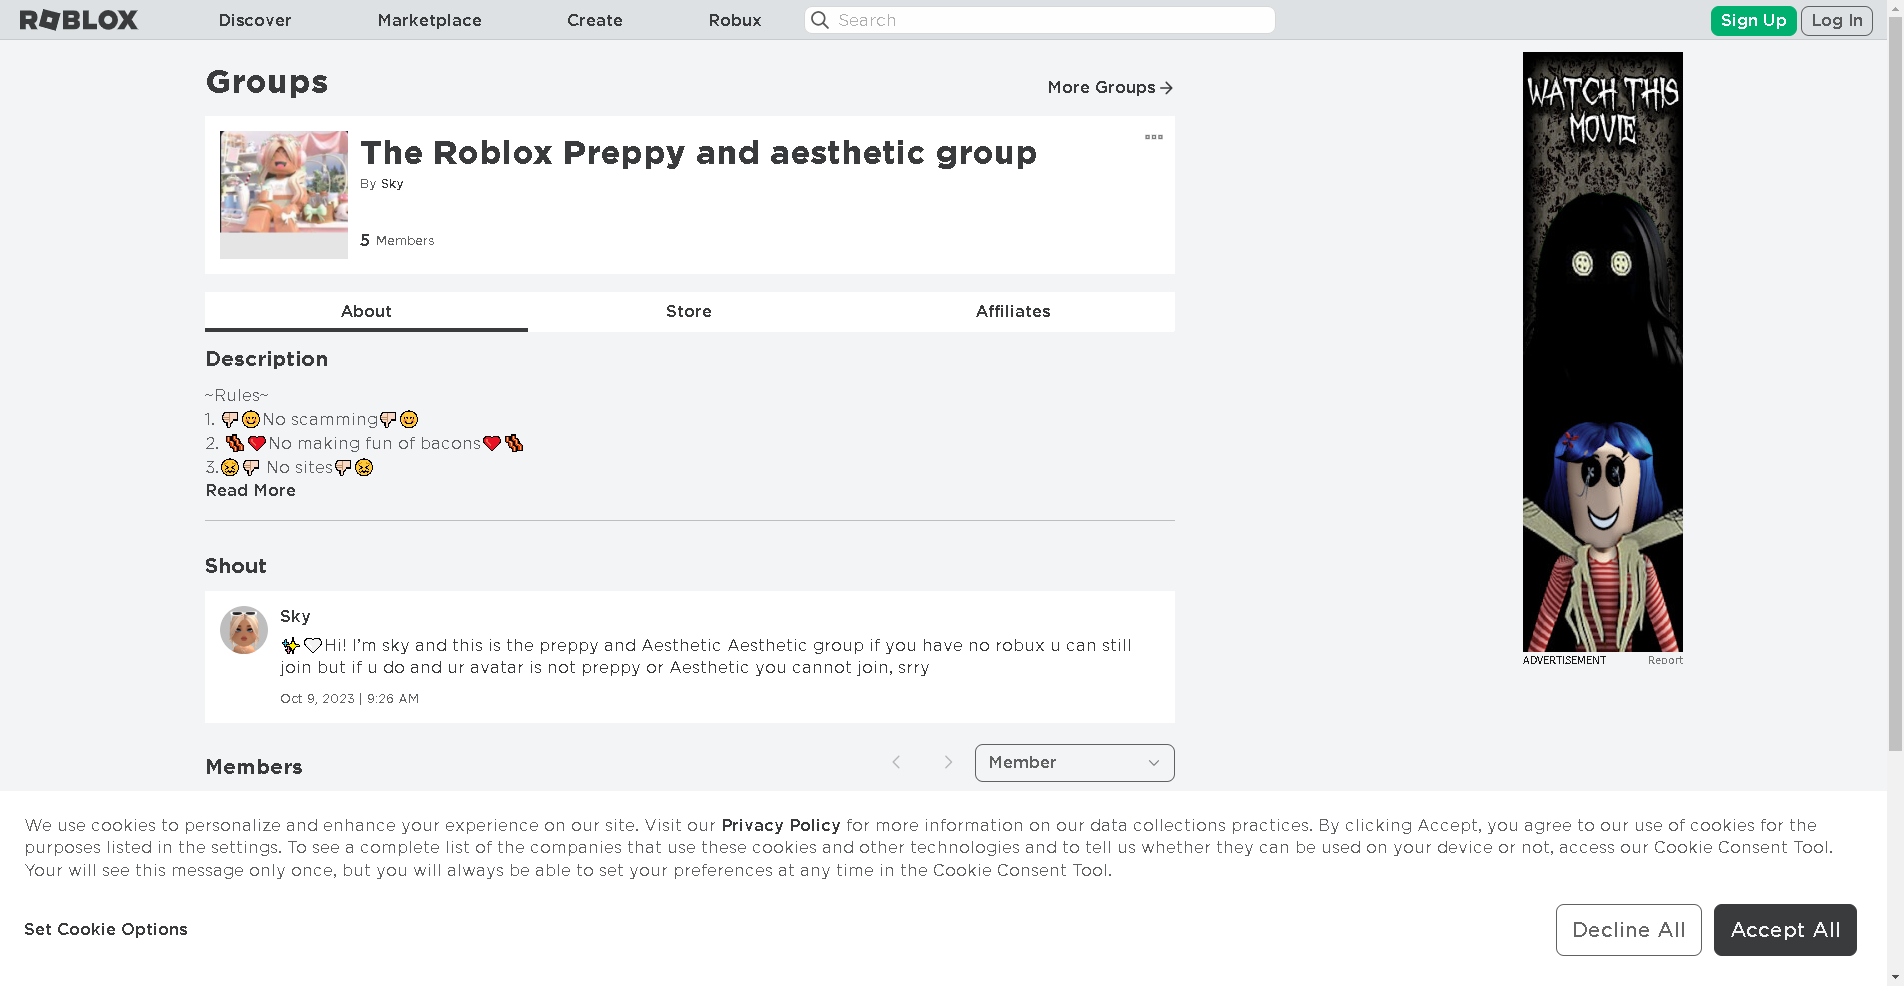 ROBLOX
Discover
Marketplace
Create
Robux
Search
Sign Up
Log In
Groups
More Groups
The Roblox Preppy and aesthetic group
By Sky
5 Members
About
Store
Affiliates
Description
~Rules~
1. 👎😊No scamming👎😊
2. 🥓❤️No making fun of bacons❤️🥓
3.😖👎 No sites👎😖
Read More
Shout
Sky
✨🤍Hi! I’m sky and this is the preppy and Aesthetic Aesthetic group if you have no robux u can still
join but if u do and ur avatar is not preppy or Aesthetic you cannot join, srry
Oct 9, 2023 | 9:26 AM
Members
Member
WATCH THIS
MOVIE
ADVERTISEMENT
Report
We use cookies to personalize and enhance your experience on our site. Visit our Privacy Policy for more information on our data collections practices. By clicking Accept, you agree to our use of cookies for the
purposes listed in the settings. To see a complete list of the companies that use these cookies and other technologies and to tell us whether they can be used on your device or not, access our Cookie Consent Tool.
Your will see this message only once, but you will always be able to set your preferences at any time in the Cookie Consent Tool.
Set Cookie Options
Decline All
Accept All